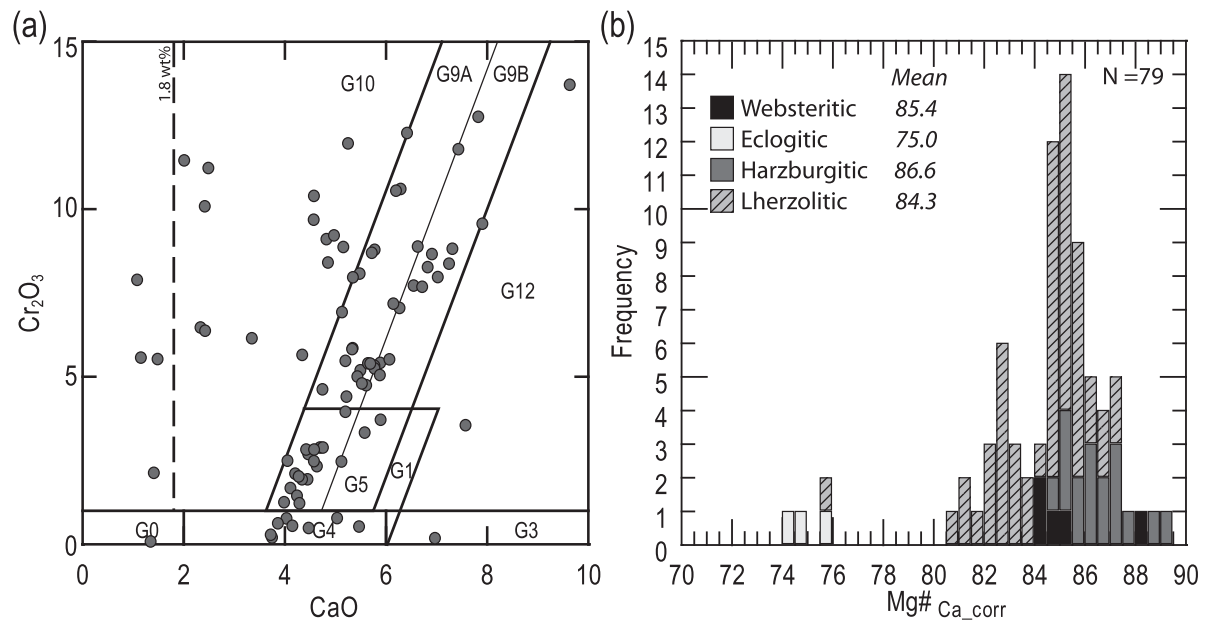 (a)
15
10
5
0
Cr₂O₃
1.8 wt%
G10
G9A
G9B
G12
G5
G1
G0
G4
G3
0 2 4 6 8 10
CaO
(b)
15
14
13
12
11
10
9
8
7
6
5
4
3
2
1
0
Frequency
Mean
N =79
Websteritic 85.4
Eclogitic 75.0
Harzburgitic 86.6
Lherzolitic 84.3
70 72 74 76 78 80 82 84 86 88 90
Mg# Ca_corr